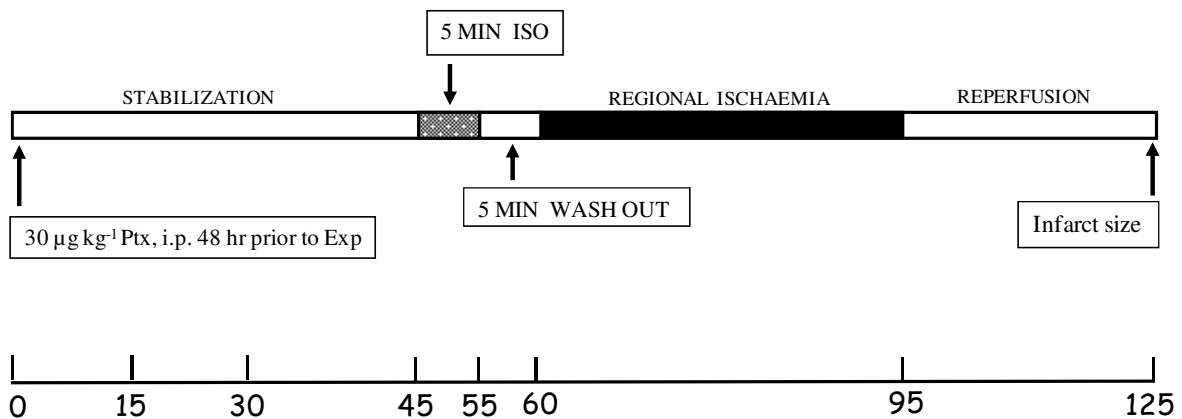 5 MIN ISO
STABILIZATION
REGIONAL ISCHAEMIA
REPERFUSION
5 MIN WASH OUT
30 µg kg⁻¹ Ptx, i.p. 48 hr prior to Exp
Infarct size
0 15 30 45 55 60 95 125